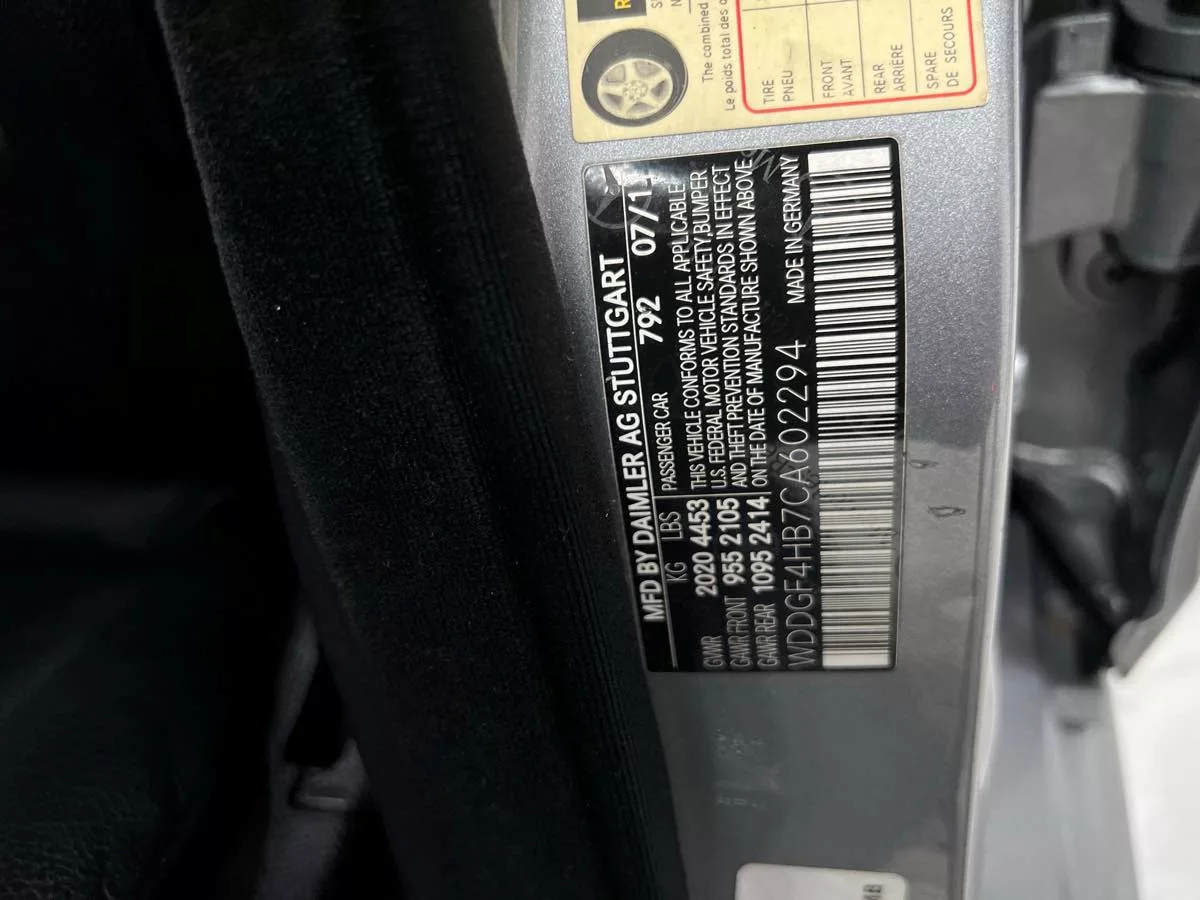 The combined
Le poids total des
TIRE
PNEU
FRONT
AVANT
REAR
ARRIÈRE
SPARE
DE SECOURS
MFD BY DAIMLER AG STUTTGART
KG LBS PASSENGER CAR 792 07/1
GVWR 2020 4453 THIS VEHICLE CONFORMS TO ALL APPLICABLE
GAWR FRONT 955 2105 U.S. FEDERAL MOTOR VEHICLE SAFETY,BUMPER
GAWR REAR 1095 2414 AND THEFT PREVENTION STANDARDS IN EFFECT
ON THE DATE OF MANUFACTURE SHOWN ABOVE
WDDGF4HB7CA602294 MADE IN GERMANY